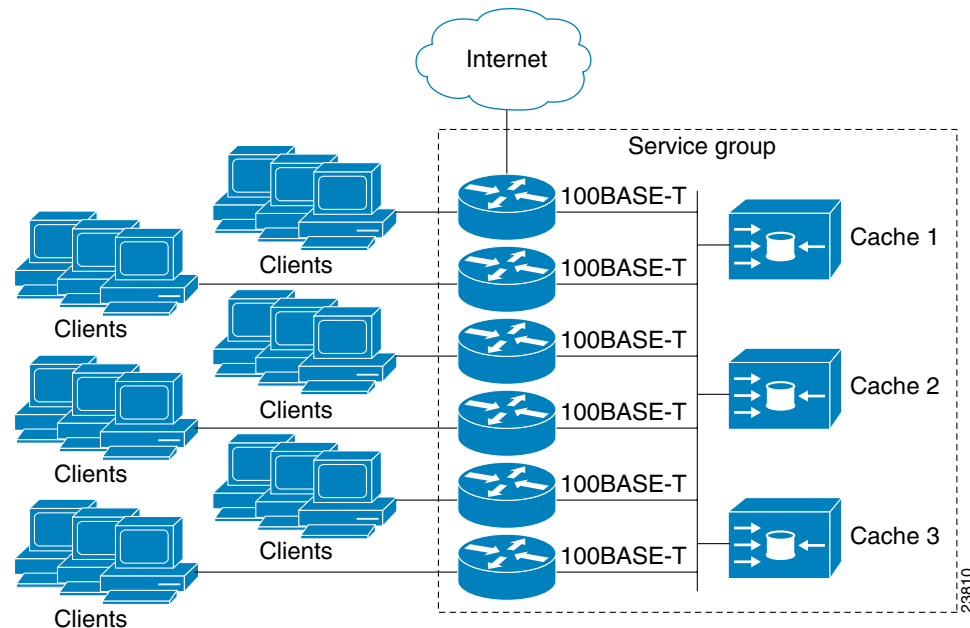 Internet
Service group
100BASE-T
Cache 1
Clients
100BASE-T
Clients
100BASE-T
Clients
Cache 2
100BASE-T
Clients
100BASE-T
Clients
Cache 3
100BASE-T
Clients
23810